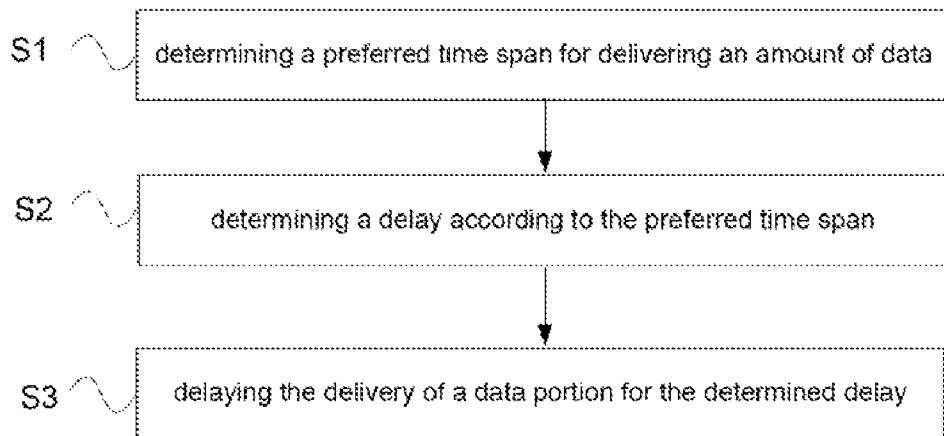 S1 determining a preferred time span for delivering an amount of data
S2 determining a delay according to the preferred time span
S3 delaying the delivery of a data portion for the determined delay